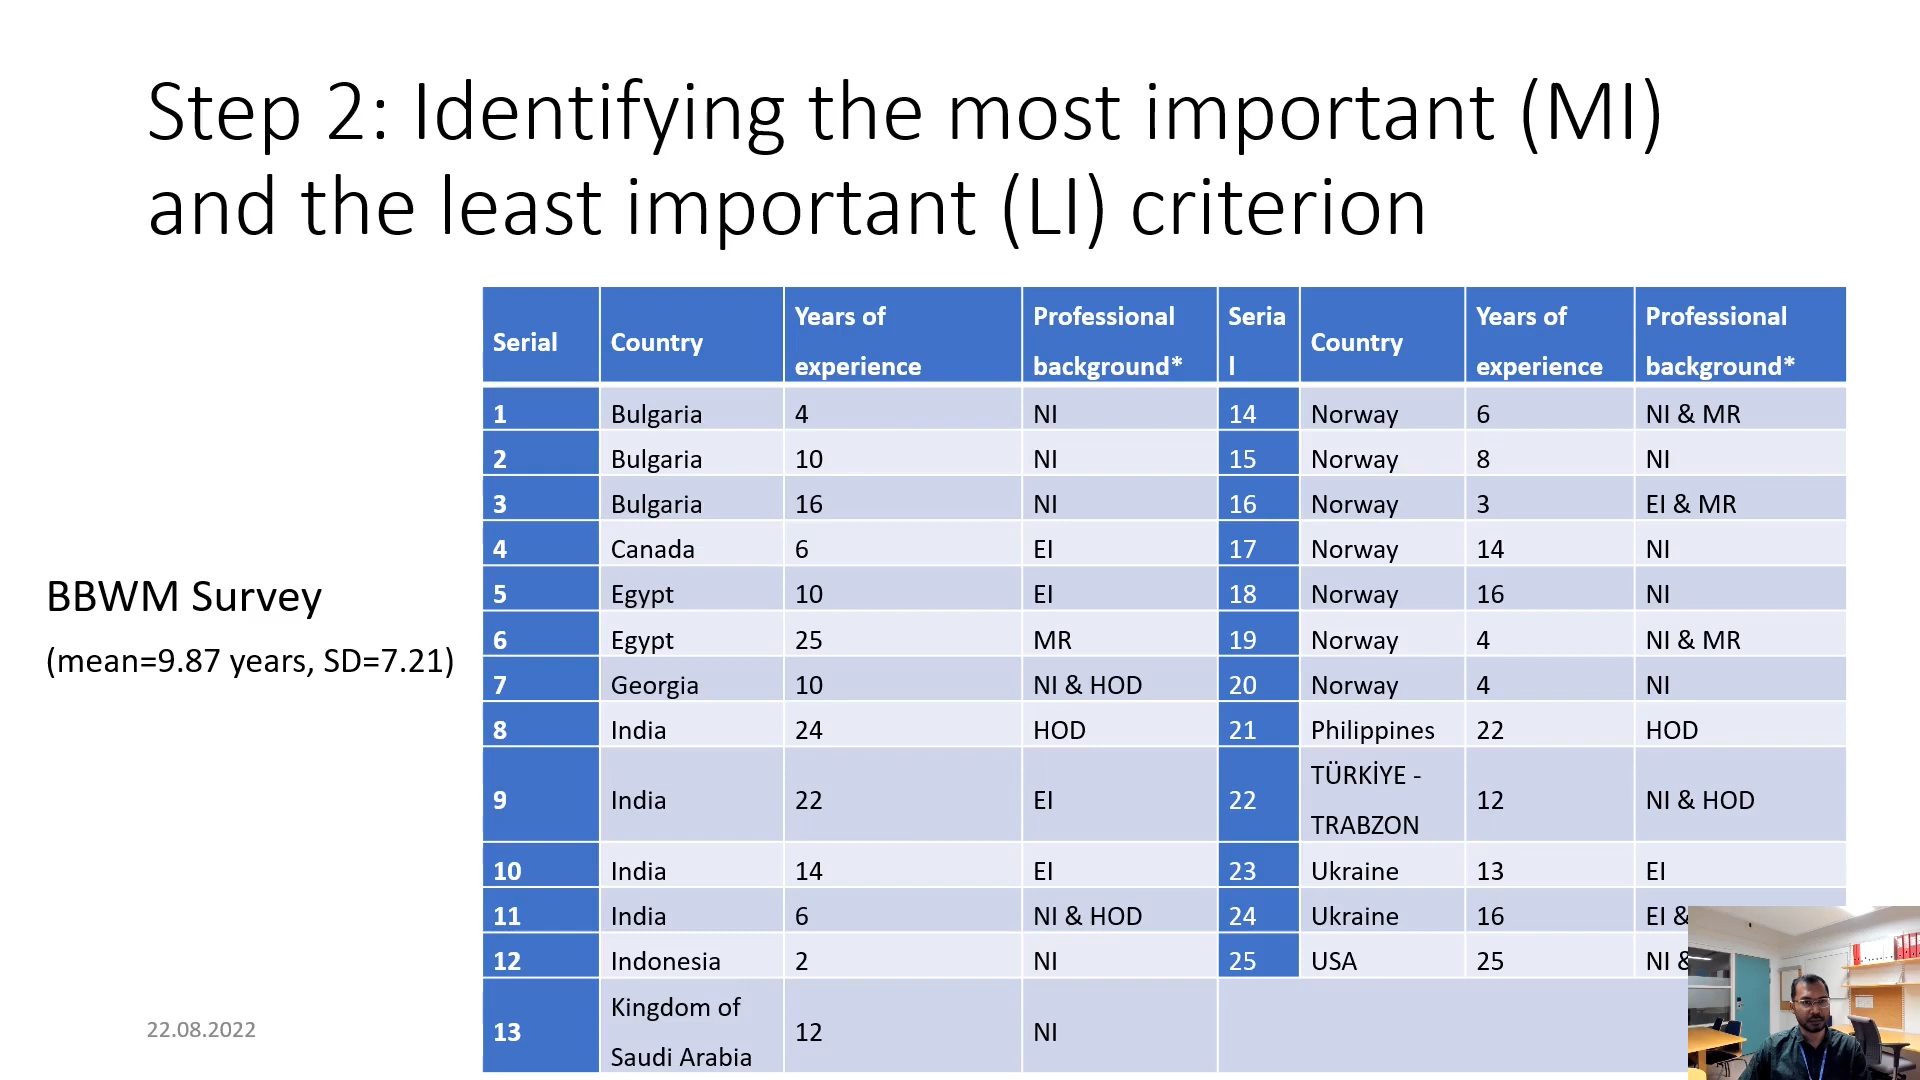 Step 2: Identifying the most important (MI)
and the least important (LI) criterion
BBWM Survey
(mean=9.87 years, SD=7.21)
Serial Country Years of experience Professional background* Seria l Country Years of experience Professional background*
1 Bulgaria 4 NI 14 Norway 6 NI & MR
2 Bulgaria 10 NI 15 Norway 8 NI
3 Bulgaria 16 NI 16 Norway 3 EI & MR
4 Canada 6 EI 17 Norway 14 NI
5 Egypt 10 EI 18 Norway 16 NI
6 Egypt 25 MR 19 Norway 4 NI & MR
7 Georgia 10 NI & HOD 20 Norway 4 NI
8 India 24 HOD 21 Philippines 22 HOD
9 India 22 EI 22 TÜRKİYE - TRABZON 12 NI & HOD
10 India 14 EI 23 Ukraine 13 EI
11 India 6 NI & HOD 24 Ukraine 16 EI &
12 Indonesia 2 NI 25 USA 25 NI &
13 Kingdom of Saudi Arabia 12 NI
22.08.2022